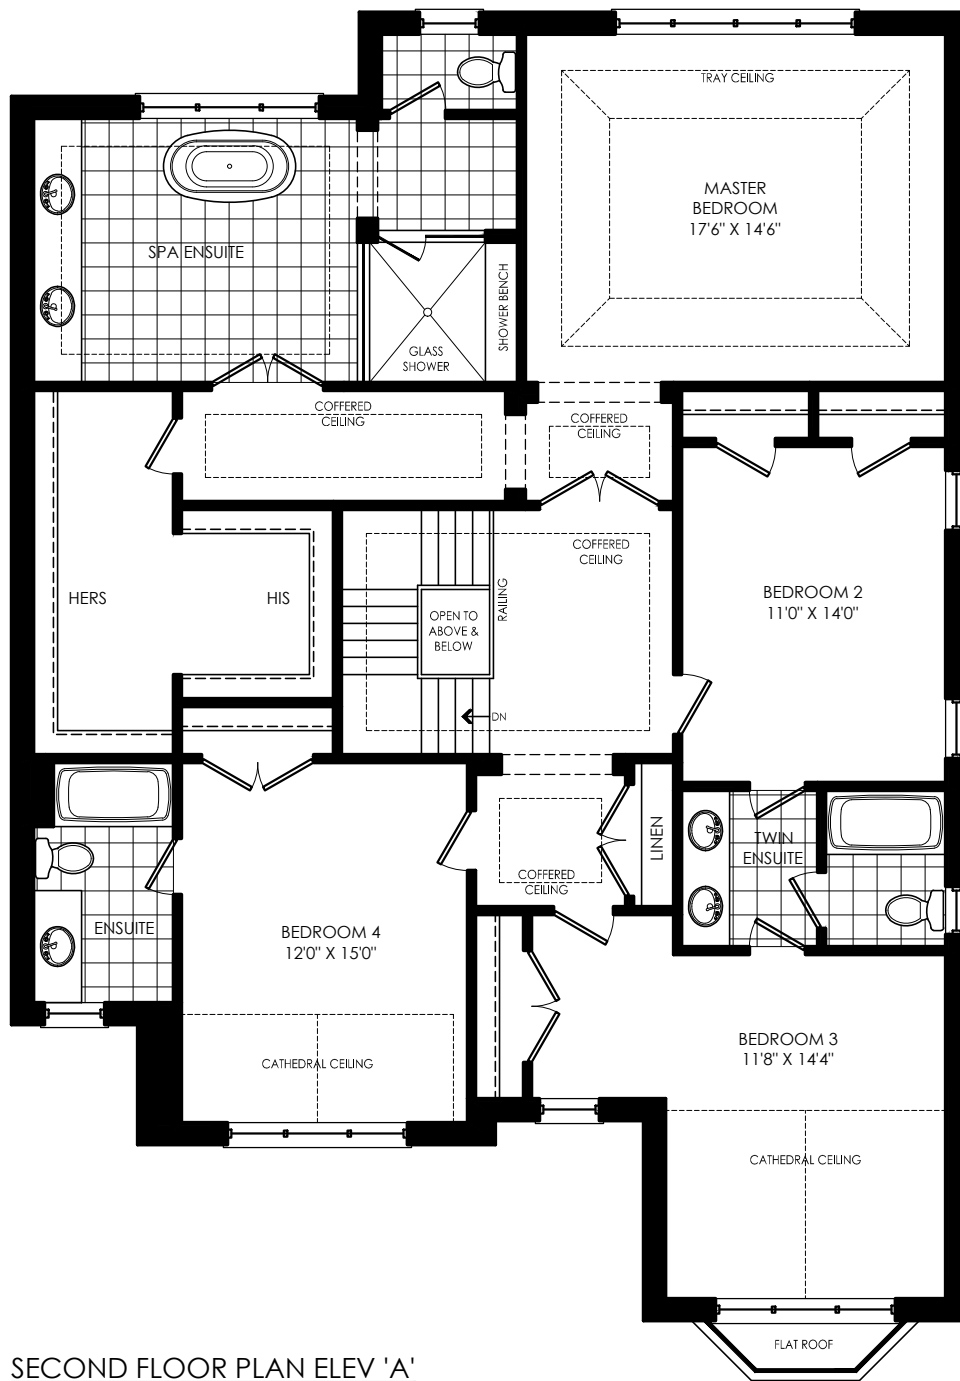 TRAY CEILING
MASTER
BEDROOM
17'6" X 14'6"
SPA ENSUITE
SHOWER BENCH
GLASS
SHOWER
COFFERED
CEILING
COFFERED
CEILING
COFFERED
CEILING
HERS
HIS
RAILING
OPEN TO
ABOVE &
BELOW
BEDROOM 2
11'0" X 14'0"
DN
LINEN
TWIN
ENSUITE
COFFERED
CEILING
ENSUITE
BEDROOM 4
12'0" X 15'0"
BEDROOM 3
11'8" X 14'4"
CATHEDRAL CEILING
CATHEDRAL CEILING
FLAT ROOF
SECOND FLOOR PLAN ELEV 'A'